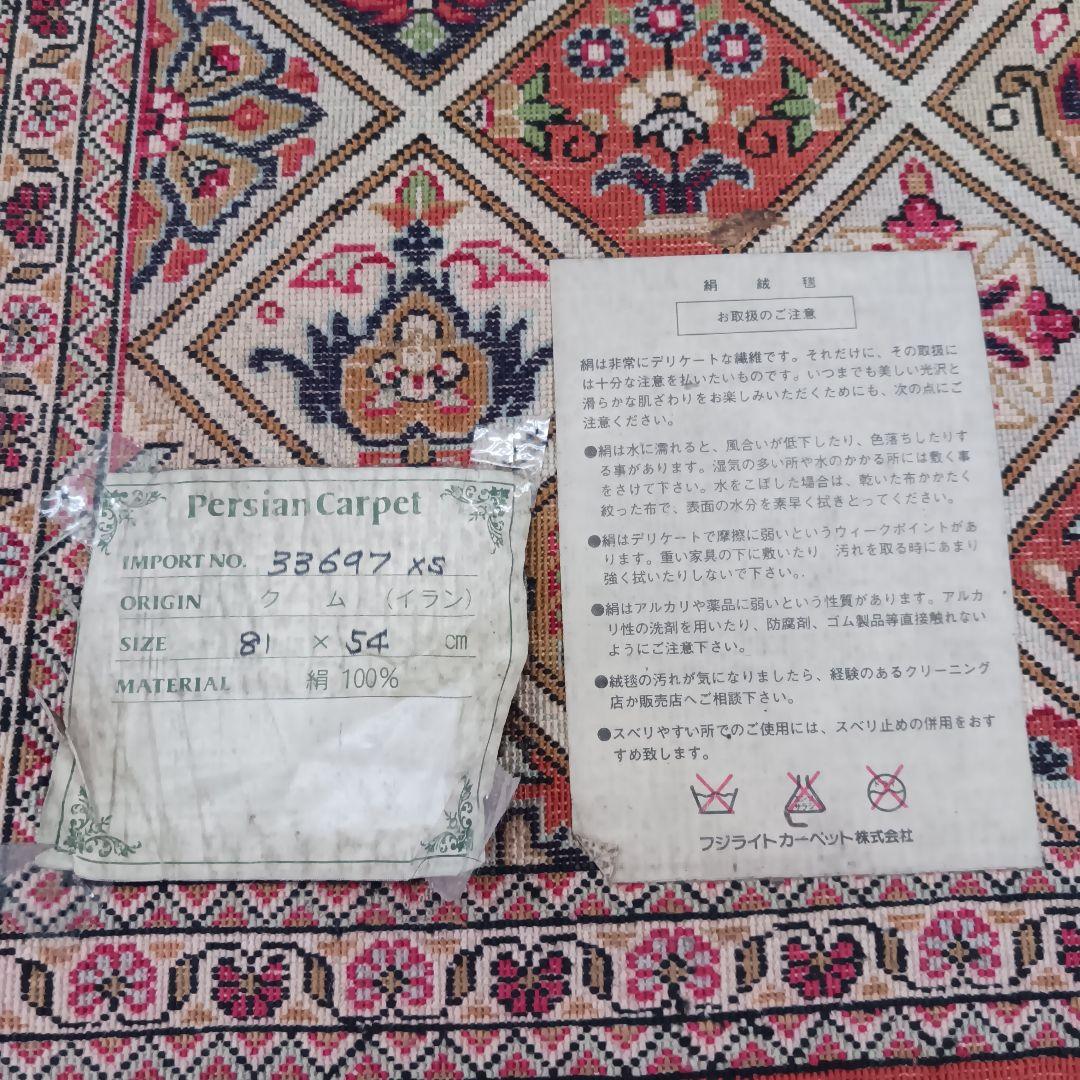 Persian Carpet
IMPORT NO. 33697 XS
ORIGIN クム (イラン)
SIZE 81 × 54 cm
MATERIAL 絹 100%
絹絨毯
お取扱のご注意
絹は非常にデリケートな繊維です。それだけに、その取扱に
は十分な注意を払いたいものです。いつまでも美しい光沢と
滑らかな肌ざわりをお楽しみいただくためにも、次の点にご
注意ください。
●絹は水に濡れると、風合いが低下したり、色落ちしたりす
る事があります。湿気の多い所や水のかかる所には敷く事
をさけて下さい。水をこぼした場合は、乾いた布かかたく
絞った布で、表面の水分を素早く拭きとってください。
●絹はデリケートで摩擦に弱いというウィークポイントがあ
ります。重い家具の下に敷いたり 汚れを取る時にあまり
強く拭いたりしないで下さい。
●絹はアルカリや薬品に弱いという性質があります。アルカ
リ性の洗剤を用いたり、防腐剤、ゴム製品等直接触れない
ようにご注意下さい。
●絨毯の汚れが気になりましたら、経験のあるクリーニング
店か販売店へご相談下さい。
●スベリやすい所でのご使用には、スベリ止めの併用をおす
すめ致します。
フジライトカーペット株式会社